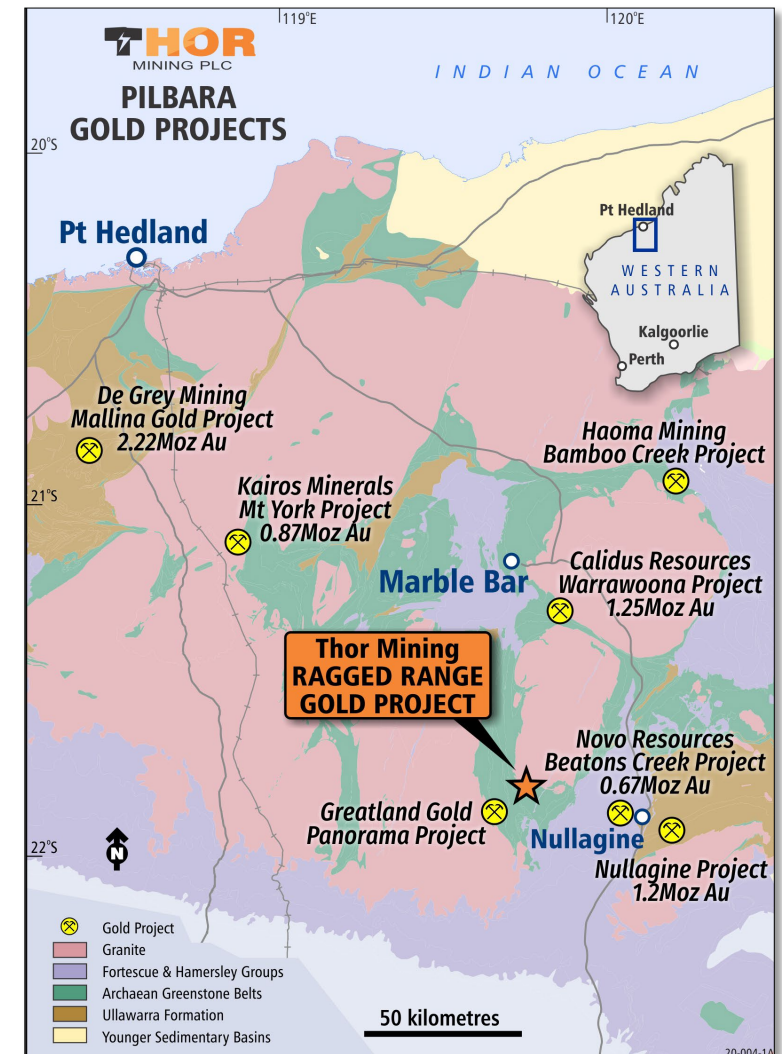 119°E
120°E
THOR
MINING PLC
PILBARA
GOLD PROJECTS
INDIAN OCEAN
20°S
Pt Hedland
Pt Hedland
WESTERN
AUSTRALIA
Kalgoorlie
Perth
De Grey Mining
Mallina Gold Project
2.22Moz Au
Haoma Mining
Bamboo Creek Project
Kairos Minerals
Mt York Project
0.87Moz Au
21°S
Marble Bar
Calidus Resources
Warrawoona Project
1.25Moz Au
Thor Mining
RAGGED RANGE
GOLD PROJECT
Novo Resources
Beatons Creek Project
0.67Moz Au
Greatland Gold
Panorama Project
Nullagine
22°S
N
Nullagine Project
1.2Moz Au
Gold Project
Granite
Fortescue & Hamersley Groups
Archaean Greenstone Belts
Ullawarra Formation
Younger Sedimentary Basins
50 kilometres
20-004-1A